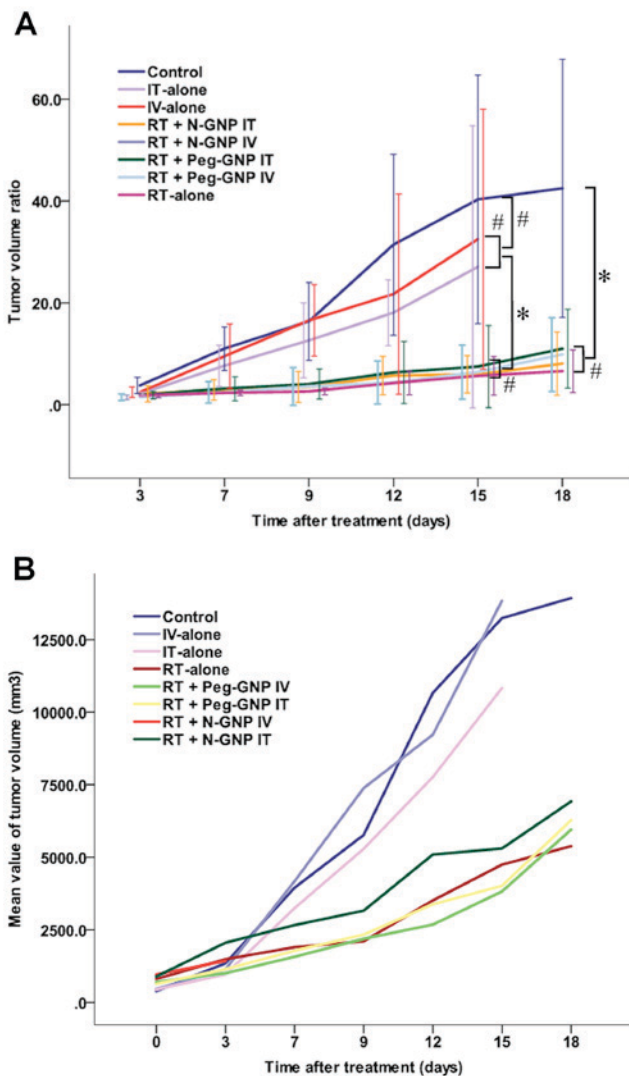 A
Control
IT-alone
IV-alone
RT + N-GNP IT
RT + N-GNP IV
RT + Peg-GNP IT
RT + Peg-GNP IV
RT-alone
Tumor volume ratio
60.0
40.0
20.0
.0
# #
*
*
#
#
3 7 9 12 15 18
Time after treatment (days)
B
Control
IV-alone
IT-alone
RT-alone
RT + Peg-GNP IV
RT + Peg-GNP IT
RT + N-GNP IV
RT + N-GNP IT
Mean value of tumor volume (mm3)
12500.0
10000.0
7500.0
5000.0
2500.0
.0
0 3 7 9 12 15 18
Time after treatment (days)